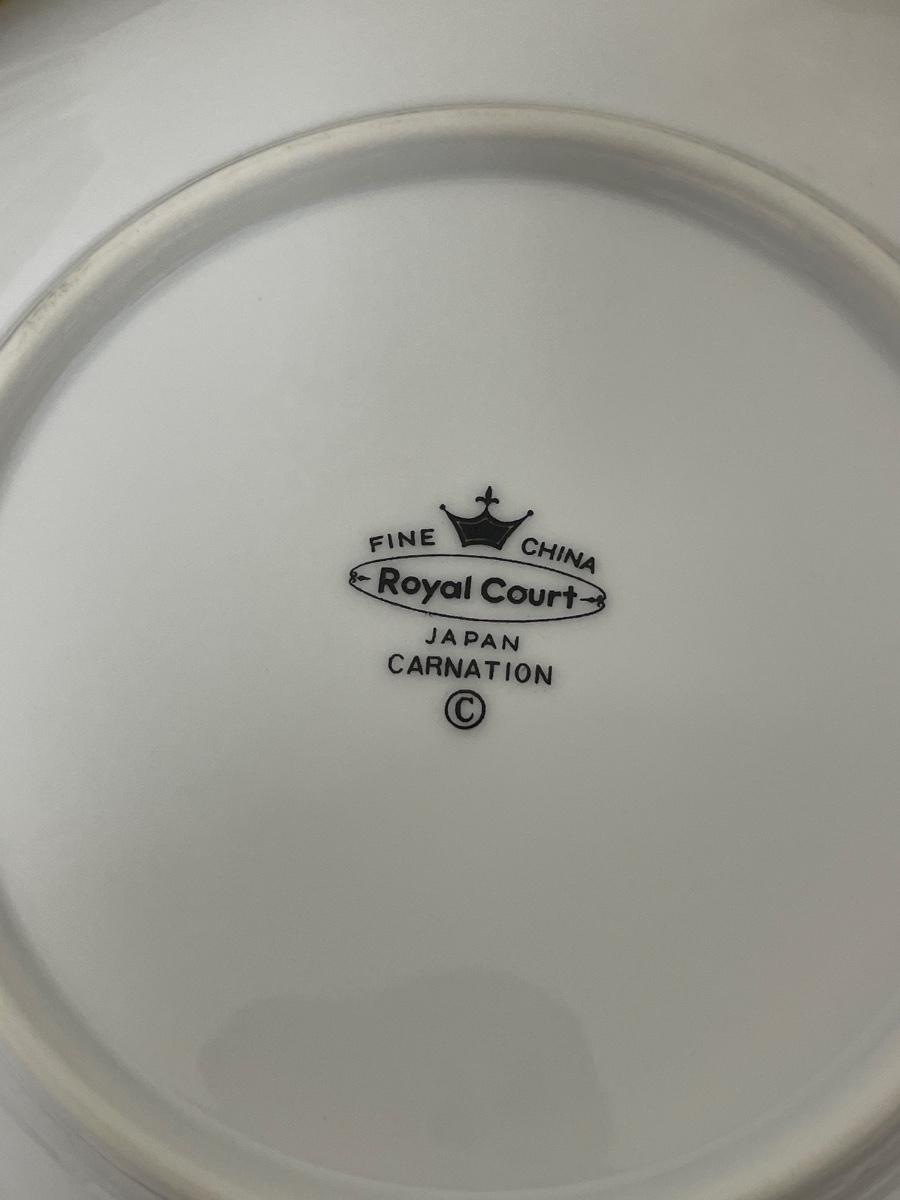 FINE CHINA
Royal Court
JAPAN
CARNATION
©